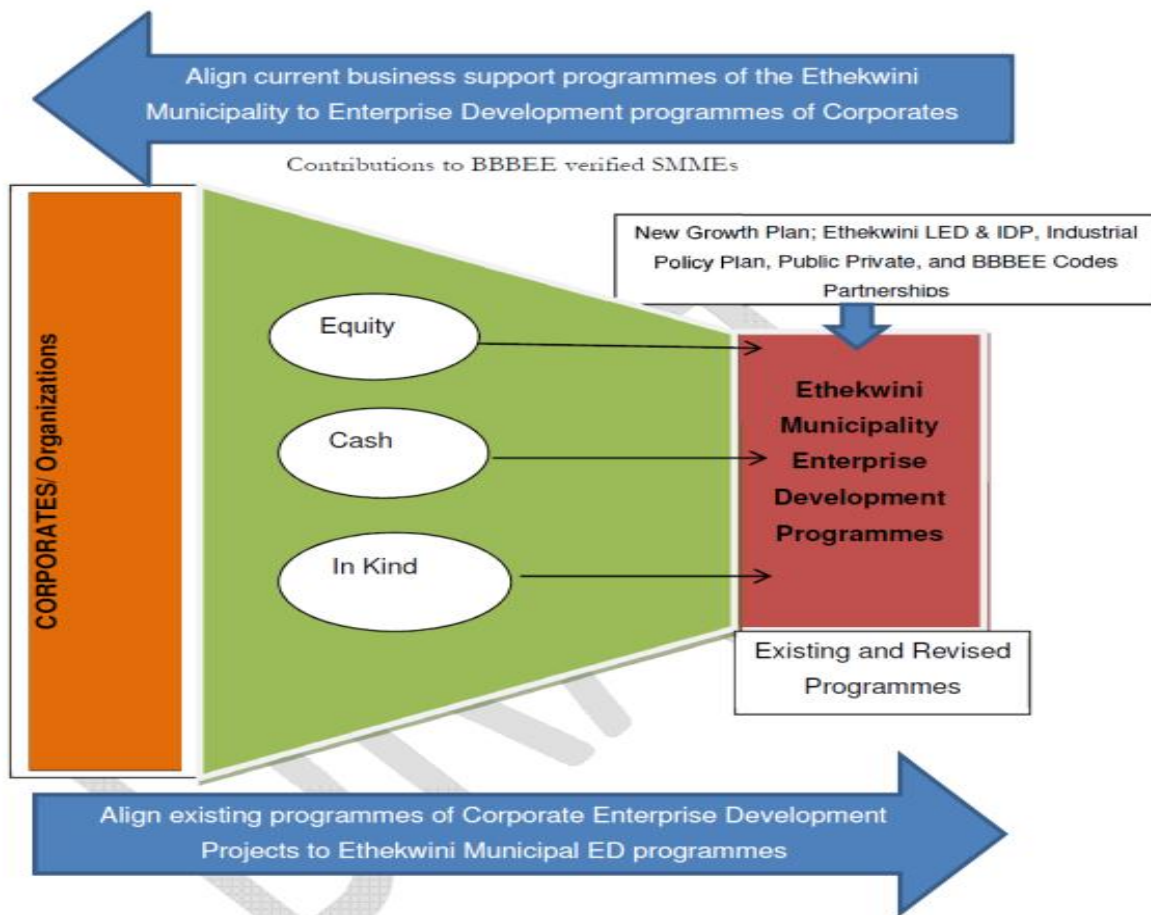 Align current business support programmes of the Ethekwini
Municipality to Enterprise Development programmes of Corporates
Contributions to BBBEE verified SMMEs
New Growth Plan; Ethekwini LED & IDP, Industrial
Policy Plan, Public Private, and BBBEE Codes
Partnerships
CORPORATES/ Organizations
Equity
Cash
In Kind
Ethekwini
Municipality
Enterprise
Development
Programmes
Existing and Revised
Programmes
Align existing programmes of Corporate Enterprise Development
Projects to Ethekwini Municipal ED programmes